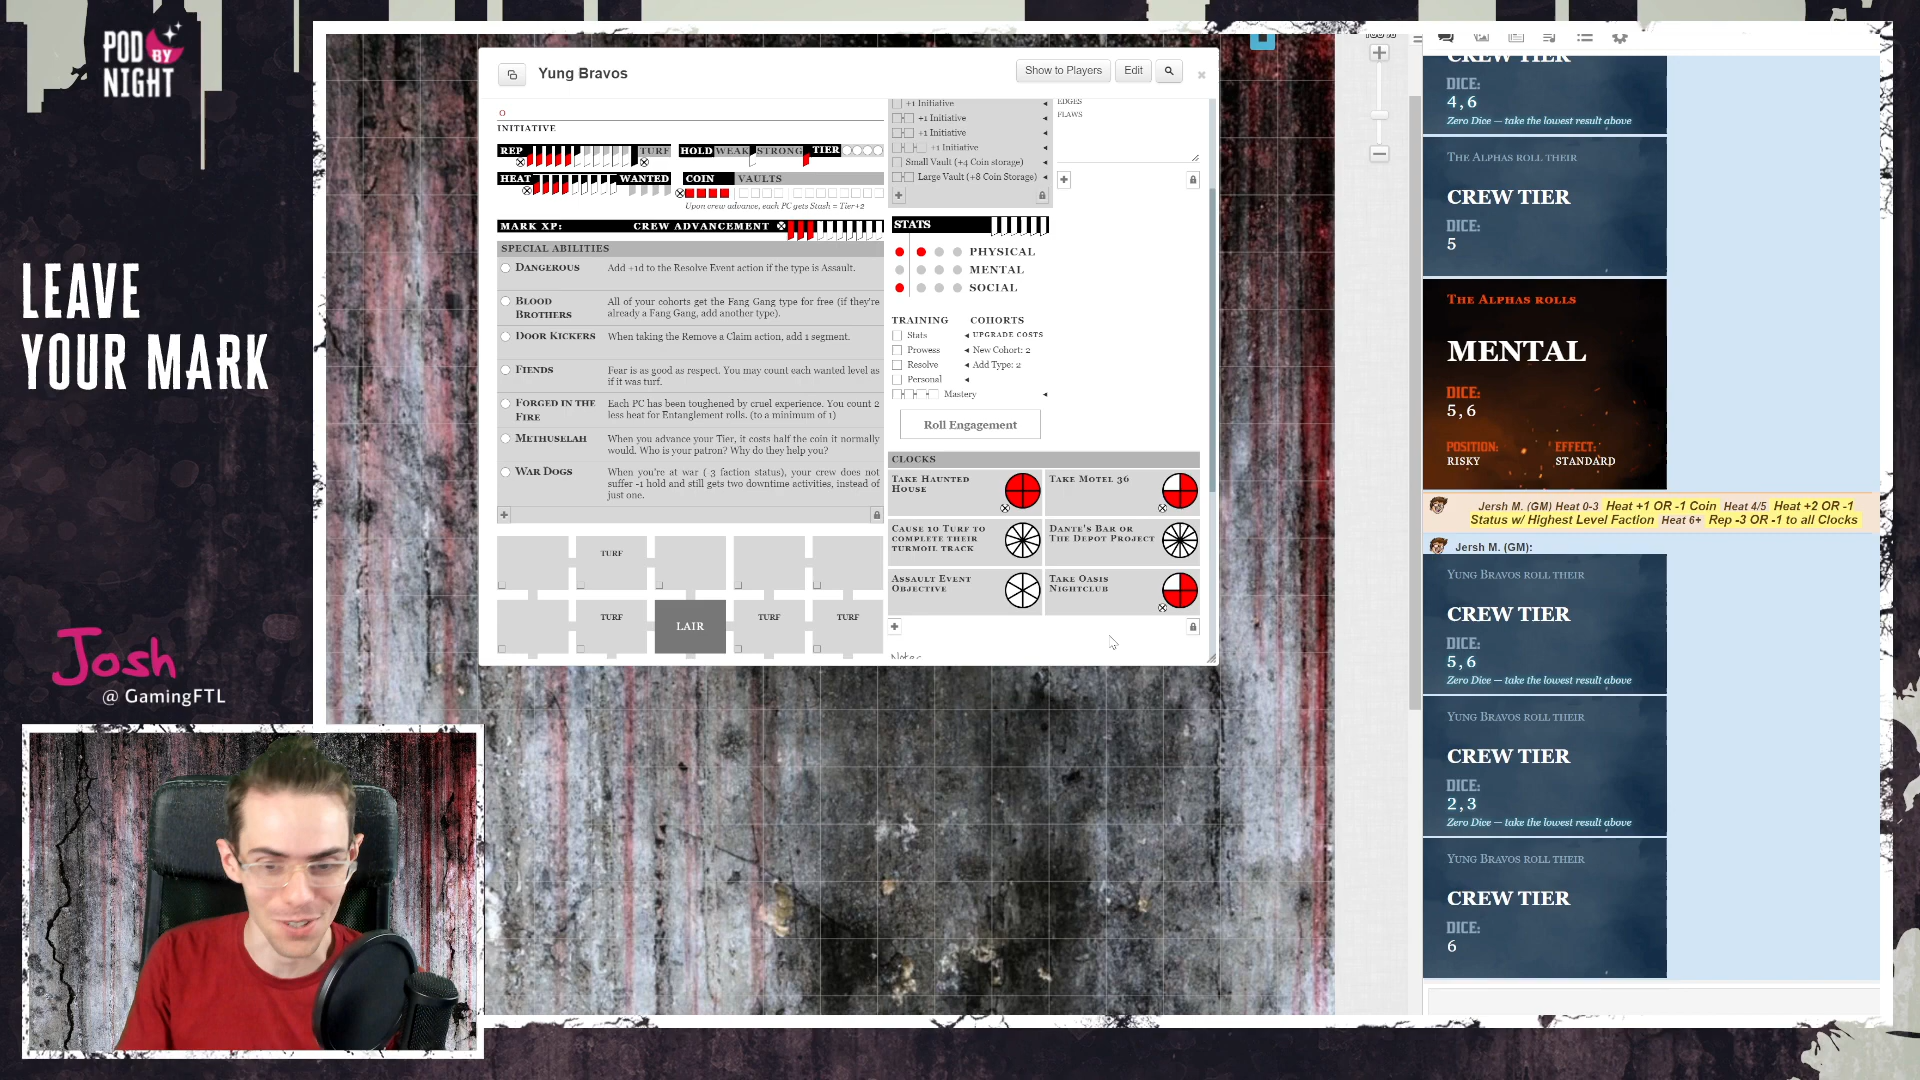 POD
BY
NIGHT
LEAVE
YOUR MARK
Josh
@ GamingFTL
Yung Bravos
Show to Players
Edit
0
INITIATIVE
REP
TURF
HOLD WEAK STRONG TIER
HEAT
WANTED
COIN
VAULTS
Upon crew advance, each PC gets Stash = Tier+2
MARK XP:
CREW ADVANCEMENT
SPECIAL ABILITIES
DANGEROUS
Add +1d to the Resolve Event action if the type is Assault.
BLOOD
BROTHERS
All of your cohorts get the Fang Gang type for free (if they're
already a Fang Gang, add another type).
DOOR KICKERS
When taking the Remove a Claim action, add 1 segment.
FIENDS
Fear is as good as respect. You may count each wanted level as
if it was turf.
FORGED IN THE
FIRE
Each PC has been toughened by cruel experience. You count 2
less heat for Entanglement rolls. (to a minimum of 1)
METHUSELAH
When you advance your Tier, it costs half the coin it normally
would. Who is your patron? Why do they help you?
WAR DOGS
When you're at war ( 3 faction status), your crew does not
suffer -1 hold and still gets two downtime activities, instead of
just one.
TURF
TURF
LAIR
TURF
TURF
+1 Initiative
+1 Initiative
+1 Initiative
+1 Initiative
Small Vault (+4 Coin storage)
Large Vault (+8 Coin Storage)
EDGES
FLAWS
STATS
PHYSICAL
MENTAL
SOCIAL
TRAINING
Stats
Prowess
Resolve
Personal
Mastery
COHORTS
UPGRADE COSTS
New Cohort: 2
Add Type: 2
Roll Engagement
CLOCKS
TAKE HAUNTED
HOUSE
TAKE MOTEL 36
CAUSE 10 TURF TO
COMPLETE THEIR
TURMOIL TRACK
DANTE'S BAR OR
THE DEPOT PROJECT
ASSAULT EVENT
OBJECTIVE
TAKE OASIS
NIGHTCLUB
Notes
100%
CREW TIER
DICE:
4,6
Zero Dice — take the lowest result above
THE ALPHAS ROLL THEIR
CREW TIER
DICE:
5
THE ALPHAS ROLLS
MENTAL
DICE:
5,6
POSITION:
RISKY
EFFECT:
STANDARD
Jersh M. (GM) Heat 0-3 Heat +1 OR -1 Coin Heat 4/5 Heat +2 OR -1
Status w/ Highest Level Faction Heat 6+ Rep -3 OR -1 to all Clocks
Jersh M. (GM):
YUNG BRAVOS ROLL THEIR
CREW TIER
DICE:
5,6
Zero Dice — take the lowest result above
YUNG BRAVOS ROLL THEIR
CREW TIER
DICE:
2,3
Zero Dice — take the lowest result above
YUNG BRAVOS ROLL THEIR
CREW TIER
DICE:
6